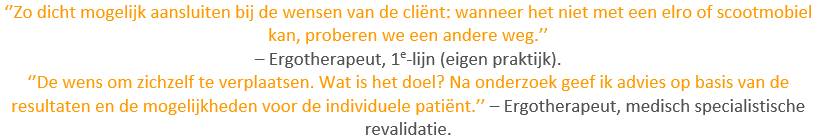 ‘’Zo dicht mogelijk aansluiten bij de wensen van de cliënt: wanneer het niet met een elro of scootmobiel
kan, proberen we een andere weg.’’
– Ergotherapeut, 1e-lijn (eigen praktijk).
‘’De wens om zichzelf te verplaatsen. Wat is het doel? Na onderzoek geef ik advies op basis van de
resultaten en de mogelijkheden voor de individuele patiënt.’’ – Ergotherapeut, medisch specialistische
revalidatie.